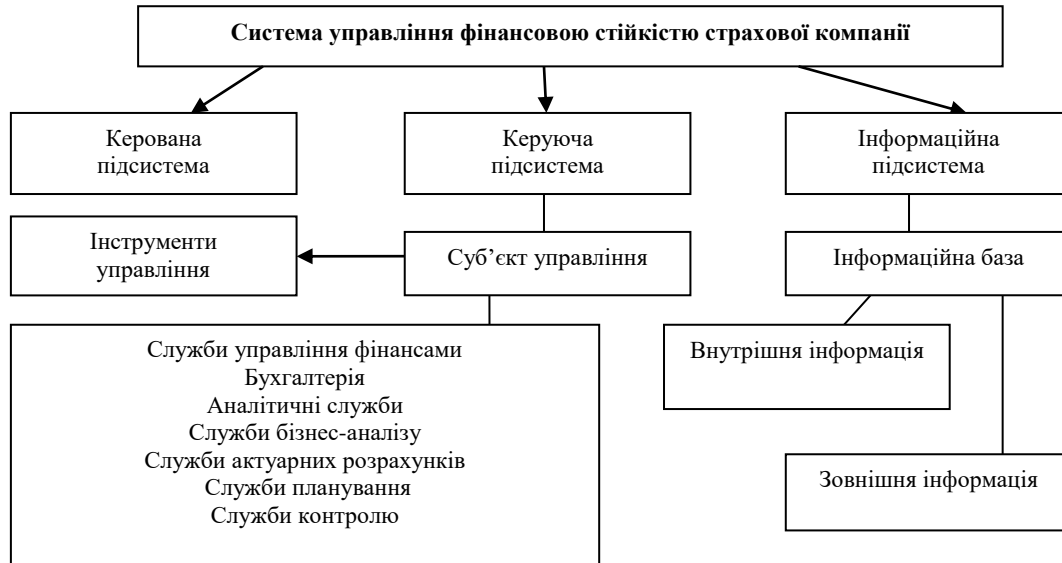 Система управління фінансовою стійкістю страхової компанії
Керована
підсистема
Керуюча
підсистема
Інформаційна
підсистема
Інструменти
управління
Суб’єкт управління
Інформаційна база
Служби управління фінансами
Бухгалтерія
Аналітичні служби
Служби бізнес-аналізу
Служби актуарних розрахунків
Служби планування
Служби контролю
Внутрішня інформація
Зовнішня інформація